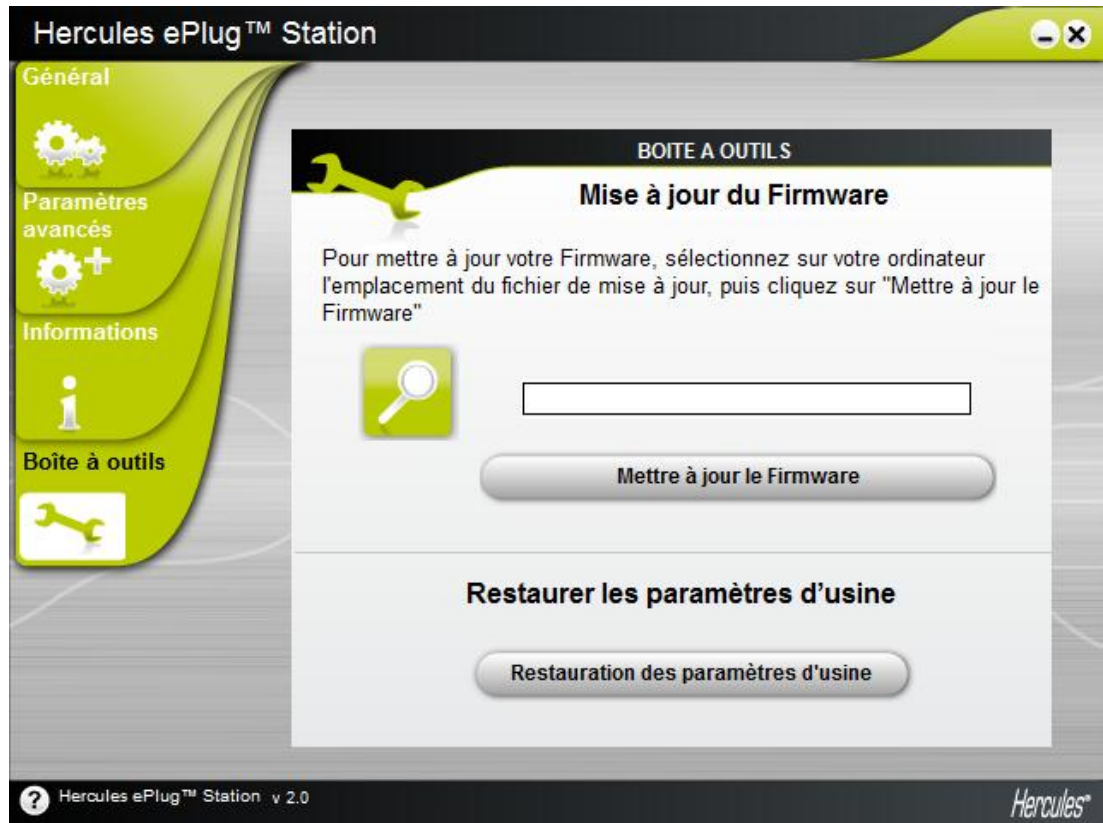 Hercules ePlug™ Station
Général
Paramètres
avancés
Informations
Boîte à outils
BOITE A OUTILS
Mise à jour du Firmware
Pour mettre à jour votre Firmware, sélectionnez sur votre ordinateur
l'emplacement du fichier de mise à jour, puis cliquez sur "Mettre à jour le
Firmware"
Mettre à jour le Firmware
Restaurer les paramètres d’usine
Restauration des paramètres d'usine
? Hercules ePlug™ Station v 2.0
Hercules